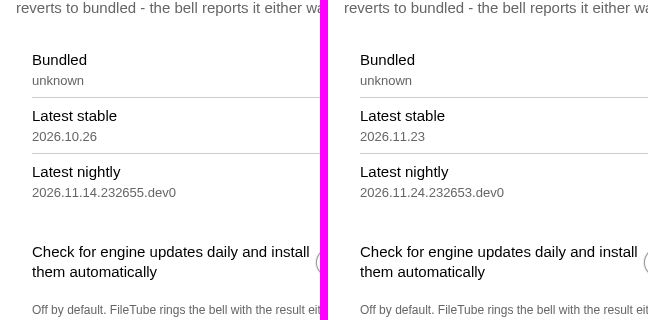 reverts to bundled - the bell reports it either
Bundled
unknown
Latest stable
2026.10.26
Latest nightly
2026.11.14.232655.dev0
Check for engine updates daily and install
them automatically
Off by default. FileTube rings the bell with the result
reverts to bundled - the bell reports it either
Bundled
unknown
Latest stable
2026.11.23
Latest nightly
2026.11.24.232653.dev0
Check for engine updates daily and install
them automatically
Off by default. FileTube rings the bell with the result